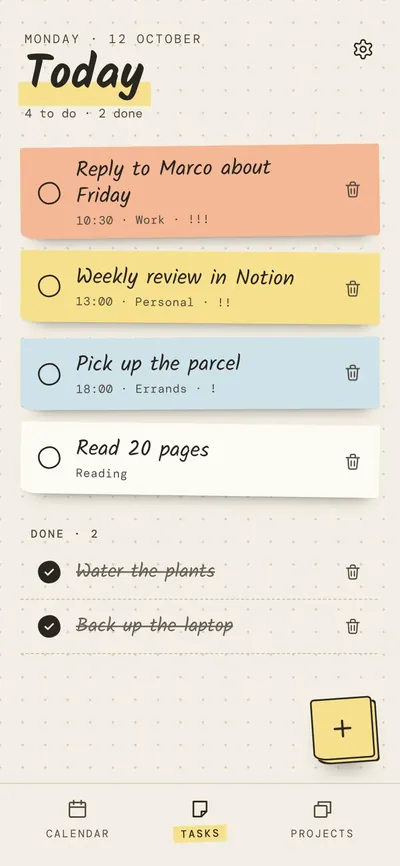 MONDAY · 12 OCTOBER
Today
4 to do · 2 done
Reply to Marco about
Friday
10:30 · Work · !!!
Weekly review in Notion
13:00 · Personal · !!
Pick up the parcel
18:00 · Errands · !
Read 20 pages
Reading
DONE · 2
Water the plants
Back up the laptop
+
CALENDAR
TASKS
PROJECTS